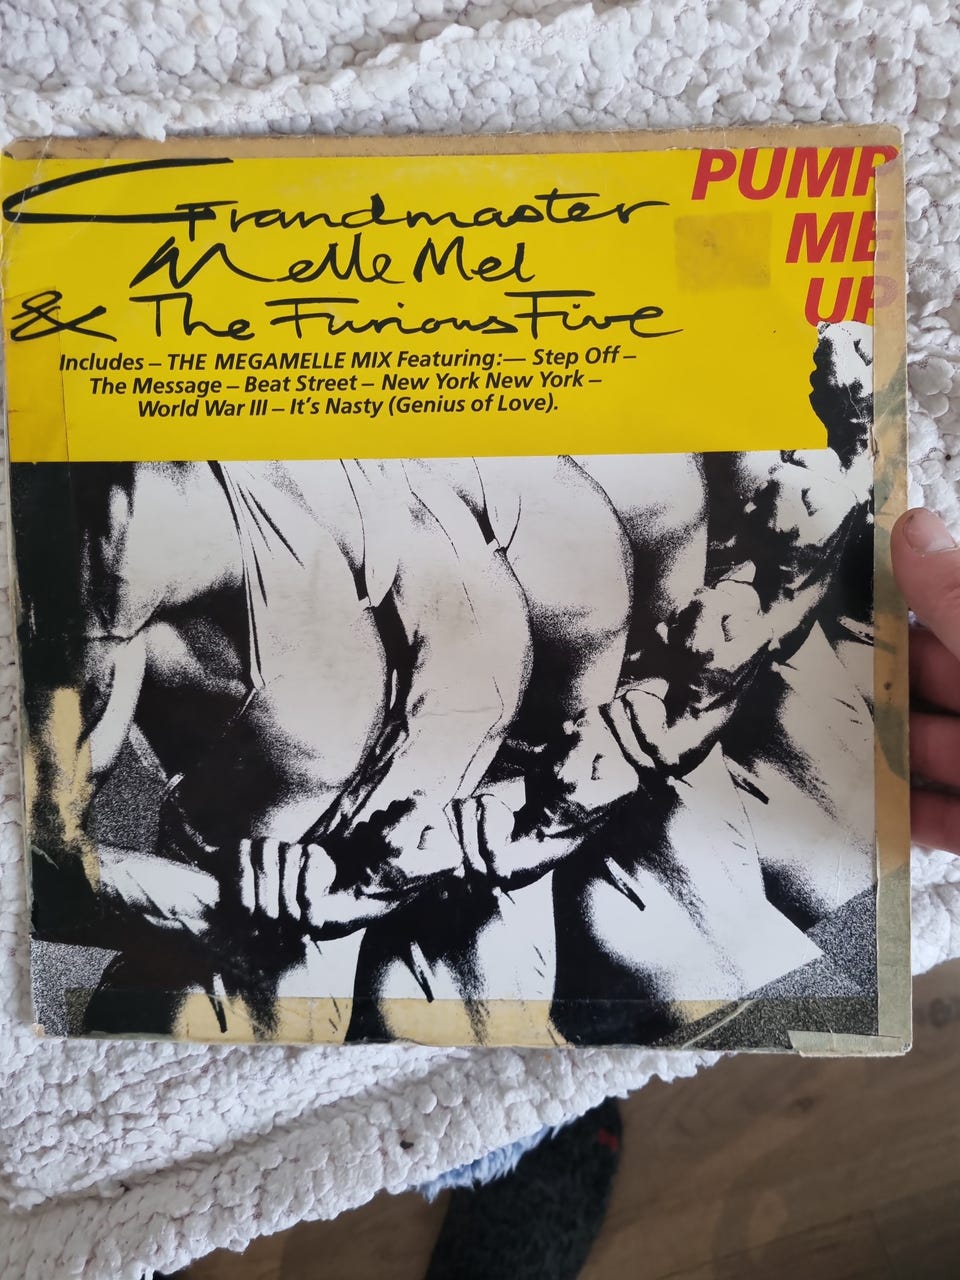 Grandmaster
Melle Mel
& The Furious Five
PUMP
ME
UP
Includes – THE MEGAMELLE MIX Featuring:— Step Off –
The Message – Beat Street – New York New York –
World War III – It's Nasty (Genius of Love).